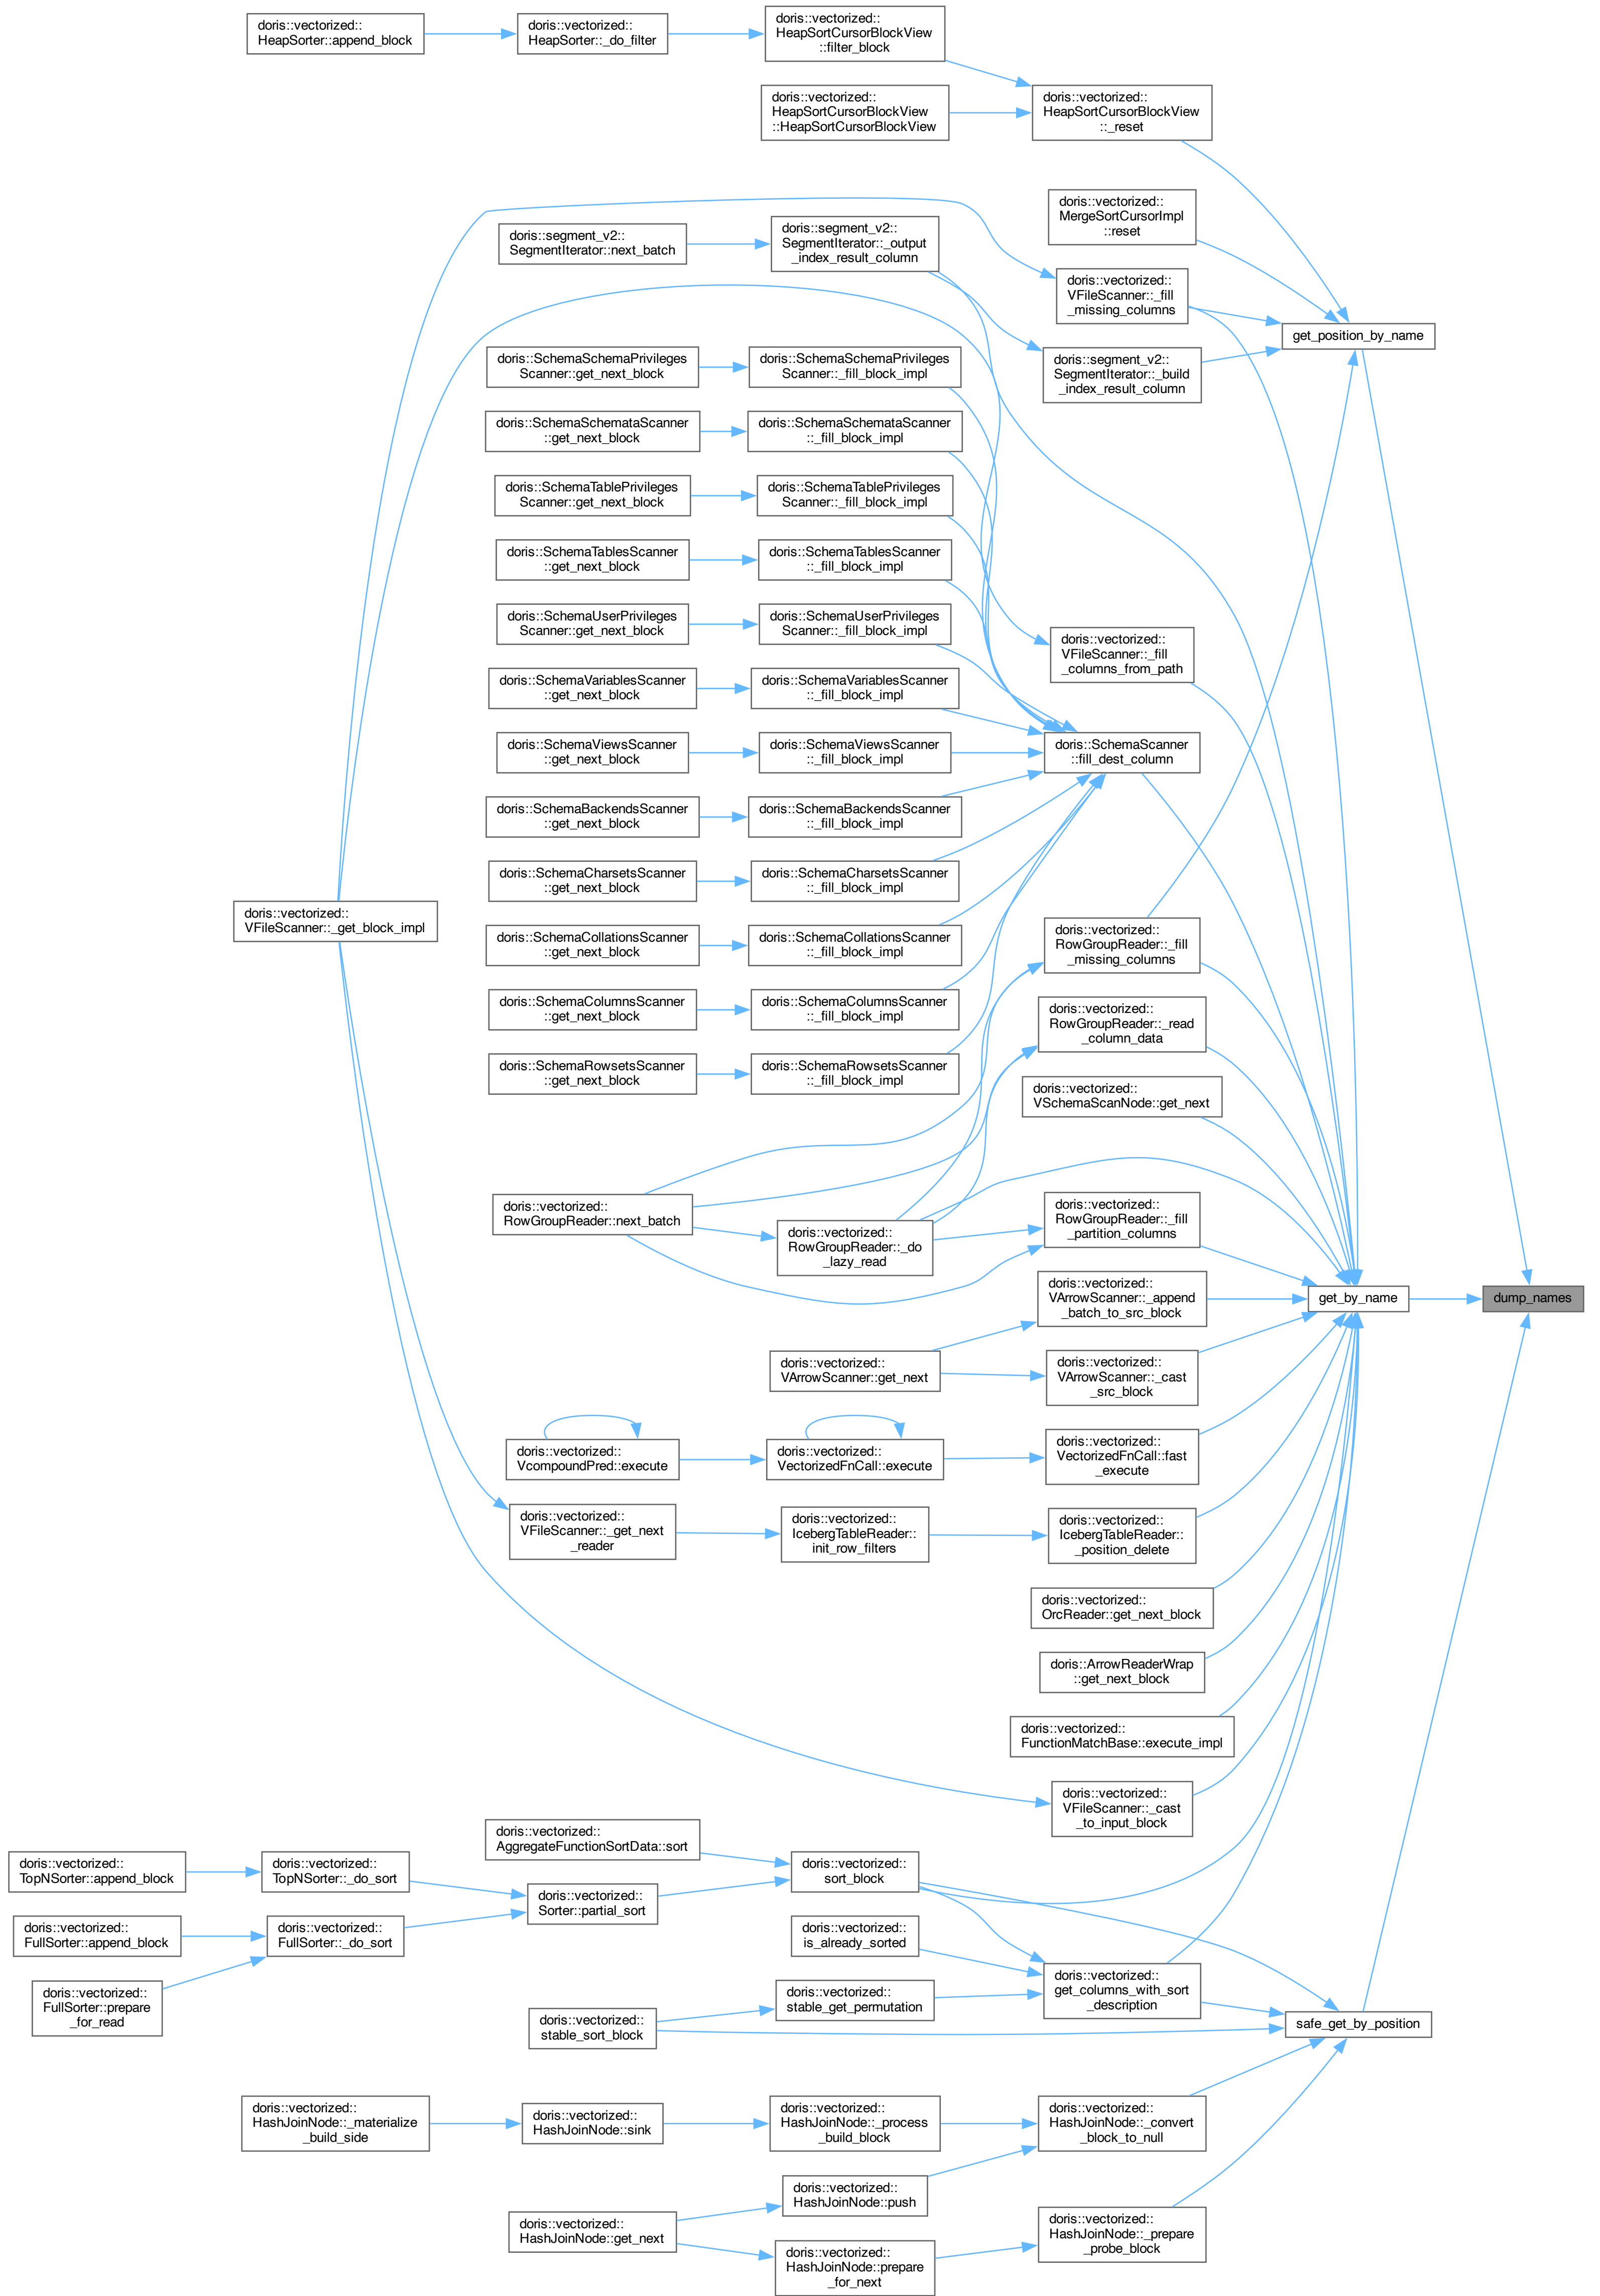 doris::vectorized::
HeapSorter::append_block
doris::vectorized::
HeapSorter::_do_filter
doris::vectorized::
HeapSortCursorBlockView
::filter_block
doris::vectorized::
HeapSortCursorBlockView
::HeapSortCursorBlockView
doris::vectorized::
HeapSortCursorBlockView
::_reset
doris::vectorized::
MergeSortCursorImpl
::reset
doris::segment_v2::
SegmentIterator::next_batch
doris::segment_v2::
SegmentIterator::_output
_index_result_column
doris::vectorized::
VFileScanner::_fill
_missing_columns
get_position_by_name
doris::segment_v2::
SegmentIterator::_build
_index_result_column
doris::SchemaSchemaPrivileges
Scanner::get_next_block
doris::SchemaSchemaPrivileges
Scanner::_fill_block_impl
doris::SchemaSchemataScanner
::get_next_block
doris::SchemaSchemataScanner
::_fill_block_impl
doris::SchemaTablePrivileges
Scanner::get_next_block
doris::SchemaTablePrivileges
Scanner::_fill_block_impl
doris::SchemaTablesScanner
::get_next_block
doris::SchemaTablesScanner
::_fill_block_impl
doris::SchemaUserPrivileges
Scanner::get_next_block
doris::SchemaUserPrivileges
Scanner::_fill_block_impl
doris::vectorized::
VFileScanner::_fill
_columns_from_path
doris::SchemaVariablesScanner
::get_next_block
doris::SchemaVariablesScanner
::_fill_block_impl
doris::SchemaViewsScanner
::get_next_block
doris::SchemaViewsScanner
::_fill_block_impl
doris::SchemaScanner
::fill_dest_column
doris::SchemaBackendsScanner
::get_next_block
doris::SchemaBackendsScanner
::_fill_block_impl
doris::SchemaCharsetsScanner
::get_next_block
doris::SchemaCharsetsScanner
::_fill_block_impl
doris::vectorized::
VFileScanner::_get_block_impl
doris::SchemaCollationsScanner
::get_next_block
doris::SchemaCollationsScanner
::_fill_block_impl
doris::vectorized::
RowGroupReader::_fill
_missing_columns
doris::SchemaColumnsScanner
::get_next_block
doris::SchemaColumnsScanner
::_fill_block_impl
doris::vectorized::
RowGroupReader::_read
_column_data
doris::SchemaRowsetsScanner
::get_next_block
doris::SchemaRowsetsScanner
::_fill_block_impl
doris::vectorized::
VSchemaScanNode::get_next
doris::vectorized::
RowGroupReader::next_batch
doris::vectorized::
RowGroupReader::_do
_lazy_read
doris::vectorized::
RowGroupReader::_fill
_partition_columns
doris::vectorized::
VArrowScanner::_append
_batch_to_src_block
get_by_name
dump_names
doris::vectorized::
VArrowScanner::get_next
doris::vectorized::
VArrowScanner::_cast
_src_block
doris::vectorized::
VcompoundPred::execute
doris::vectorized::
VectorizedFnCall::execute
doris::vectorized::
VectorizedFnCall::fast
_execute
doris::vectorized::
VFileScanner::_get_next
_reader
doris::vectorized::
IcebergTableReader::
init_row_filters
doris::vectorized::
IcebergTableReader::
_position_delete
doris::vectorized::
OrcReader::get_next_block
doris::ArrowReaderWrap
::get_next_block
doris::vectorized::
FunctionMatchBase::execute_impl
doris::vectorized::
VFileScanner::_cast
_to_input_block
doris::vectorized::
AggregateFunctionSortData::sort
doris::vectorized::
TopNSorter::append_block
doris::vectorized::
TopNSorter::_do_sort
doris::vectorized::
Sorter::partial_sort
doris::vectorized::
sort_block
doris::vectorized::
FullSorter::append_block
doris::vectorized::
FullSorter::_do_sort
doris::vectorized::
is_already_sorted
doris::vectorized::
FullSorter::prepare
_for_read
doris::vectorized::
stable_sort_block
doris::vectorized::
stable_get_permutation
doris::vectorized::
get_columns_with_sort
_description
safe_get_by_position
doris::vectorized::
HashJoinNode::_materialize
_build_side
doris::vectorized::
HashJoinNode::sink
doris::vectorized::
HashJoinNode::_process
_build_block
doris::vectorized::
HashJoinNode::_convert
_block_to_null
doris::vectorized::
HashJoinNode::push
doris::vectorized::
HashJoinNode::get_next
doris::vectorized::
HashJoinNode::prepare
_for_next
doris::vectorized::
HashJoinNode::_prepare
_probe_block